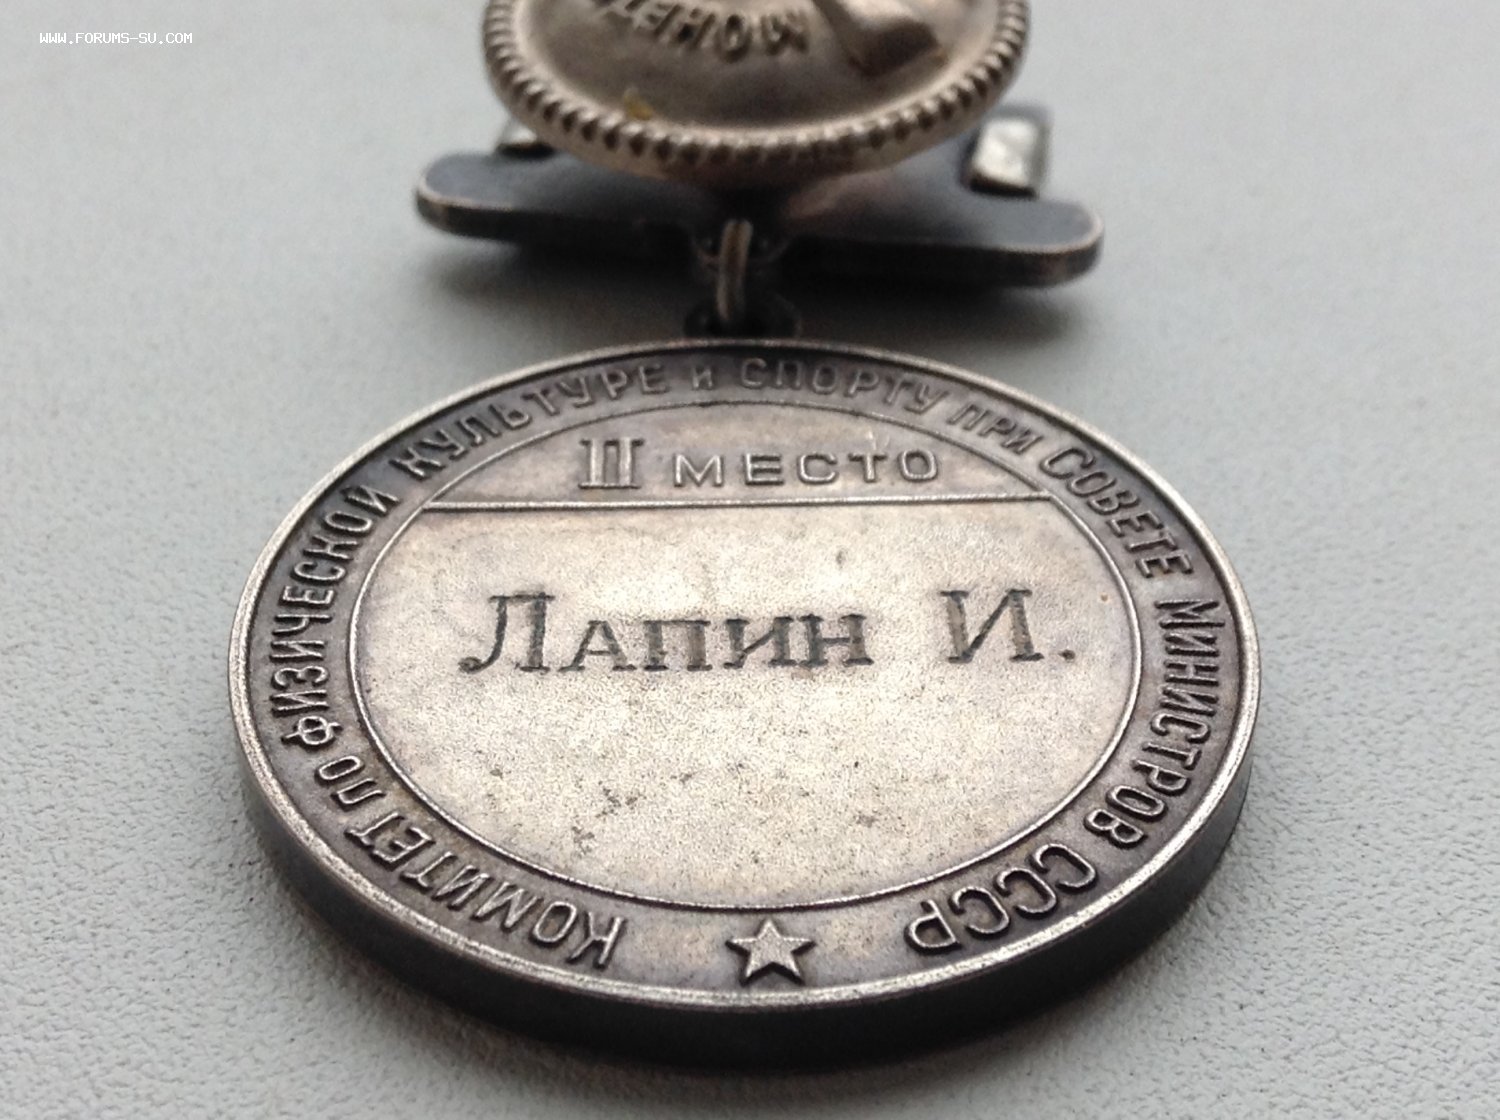 www.forums-su.com
КОМИТЕТ ПО ФИЗИЧЕСКОЙ КУЛЬТУРЕ И СПОРТУ ПРИ СОВЕТЕ МИНИСТРОВ СССР
II МЕСТО
ЛАПИН И.